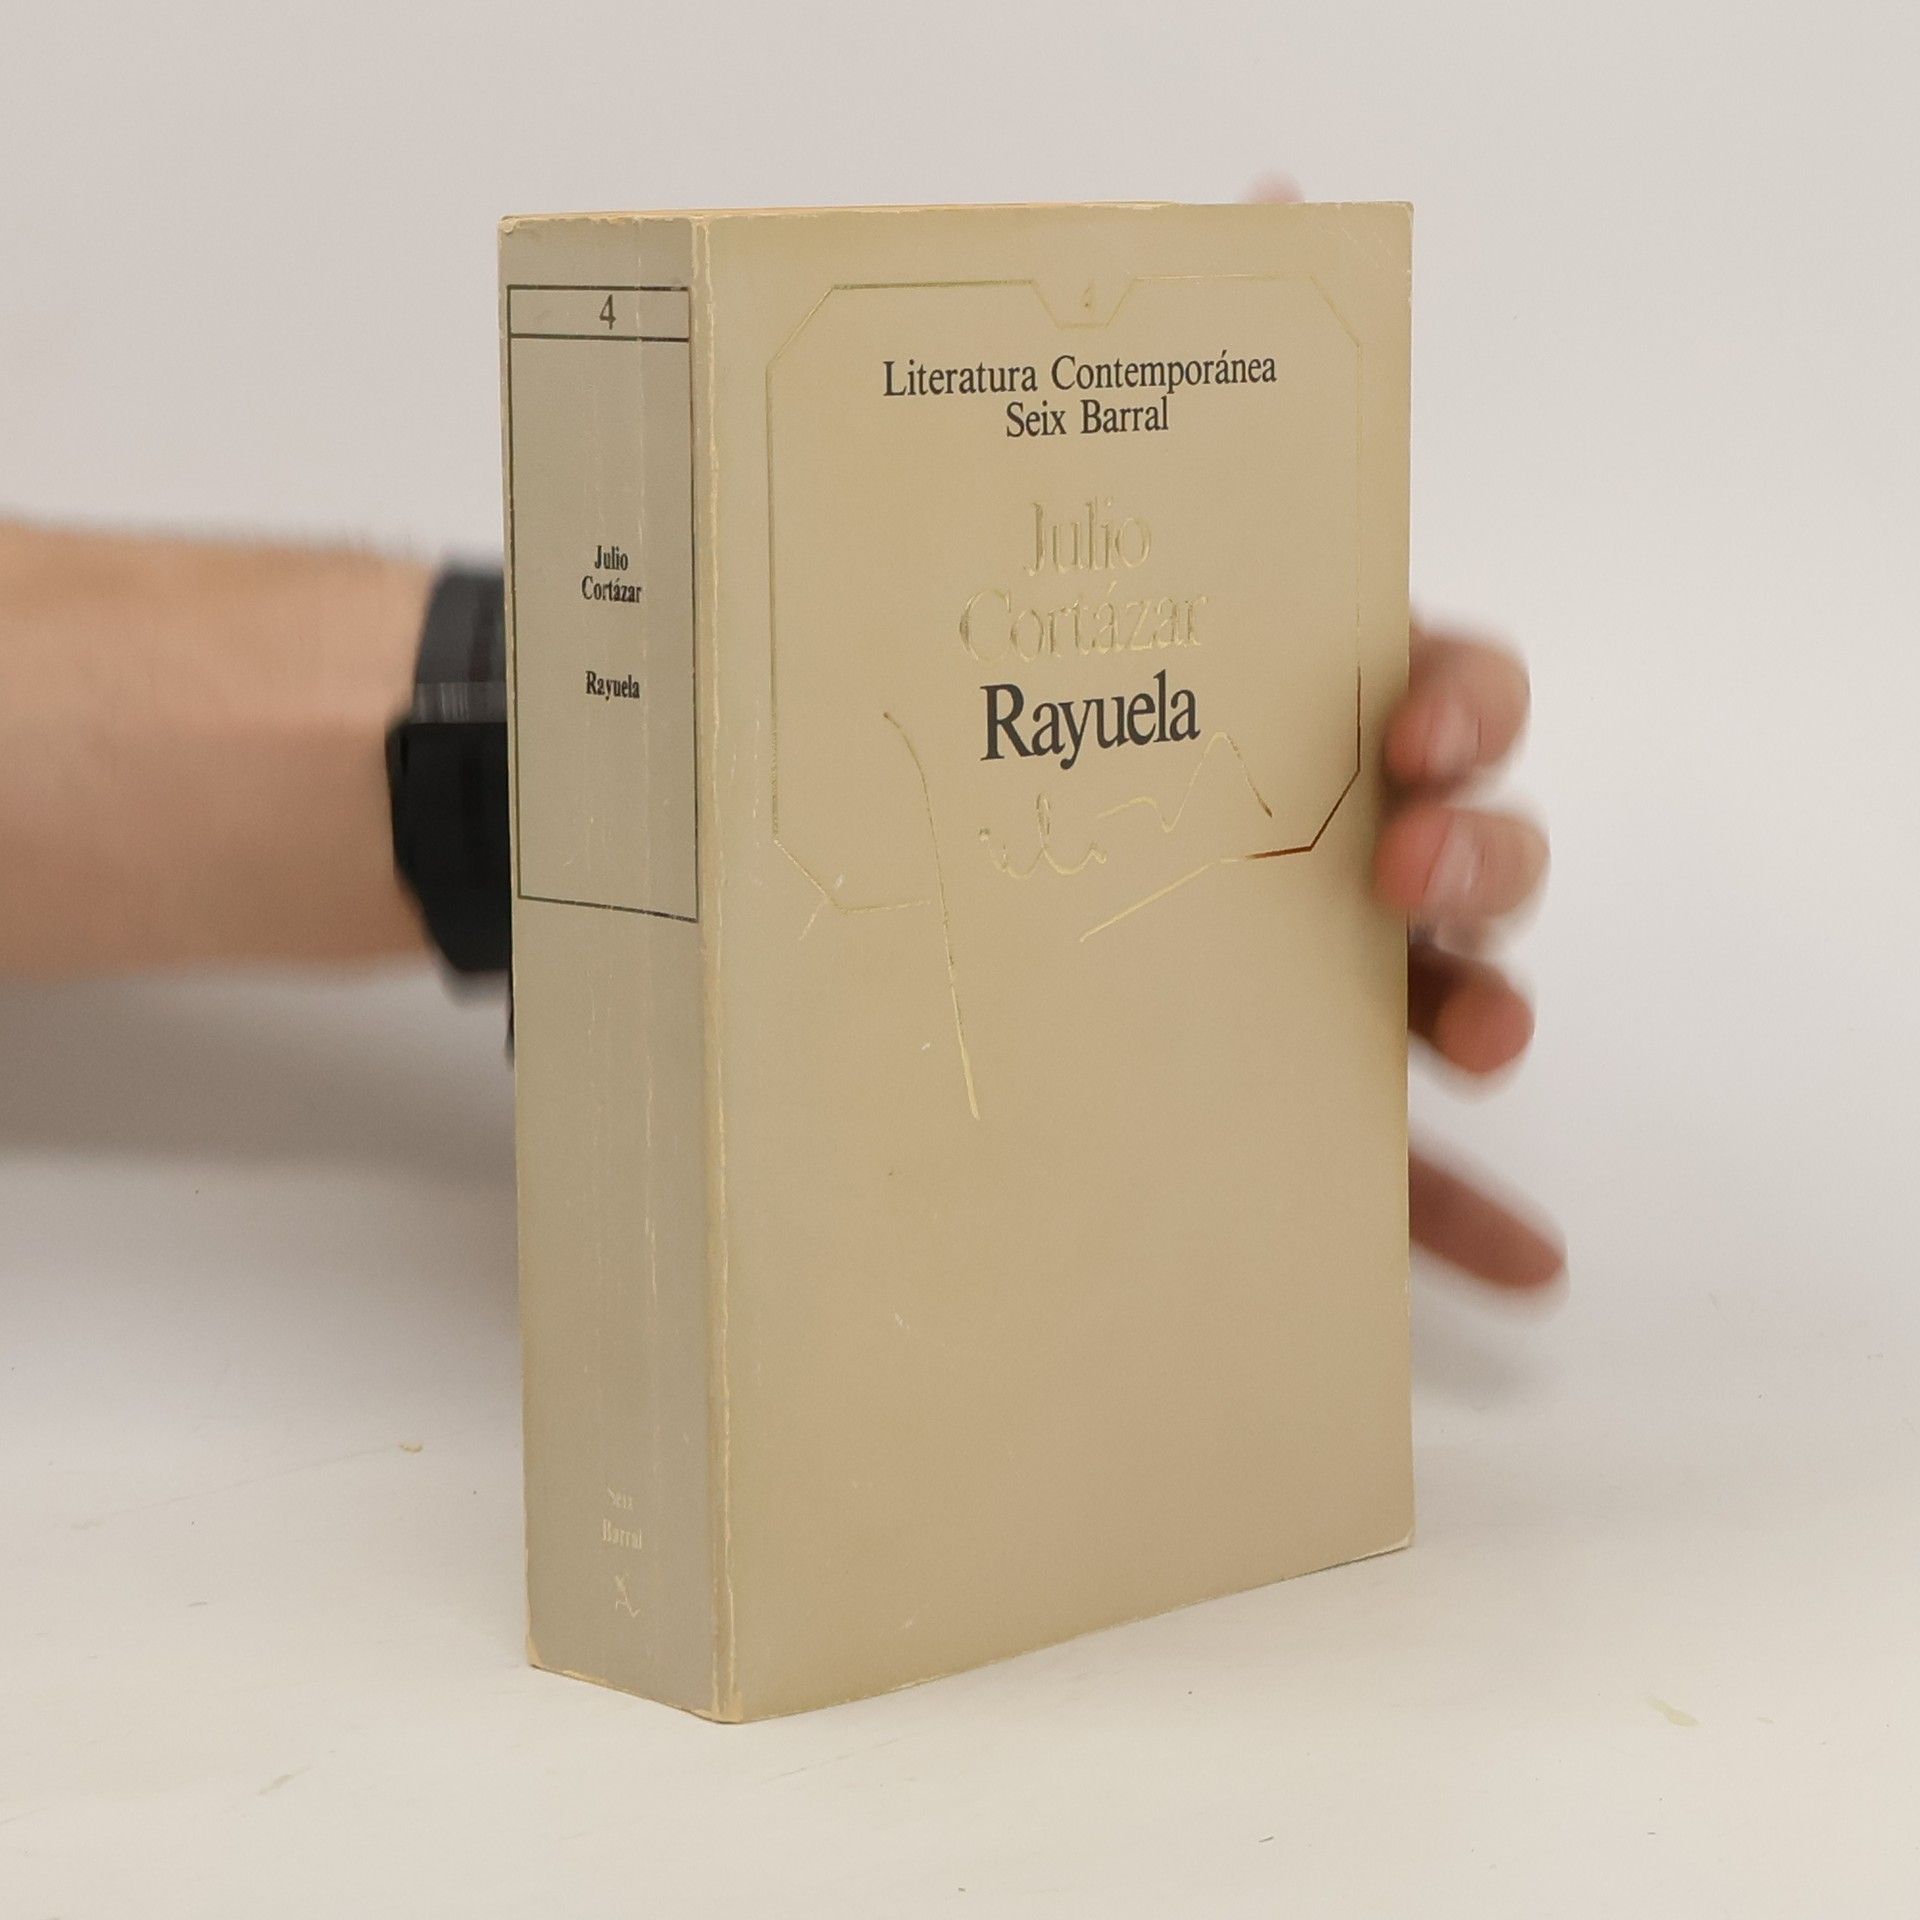 4
Julio
Cortázar
Rayuela
Seix
Barral
4
Literatura Contemporánea
Seix Barral
Julio
Cortázar
Rayuela